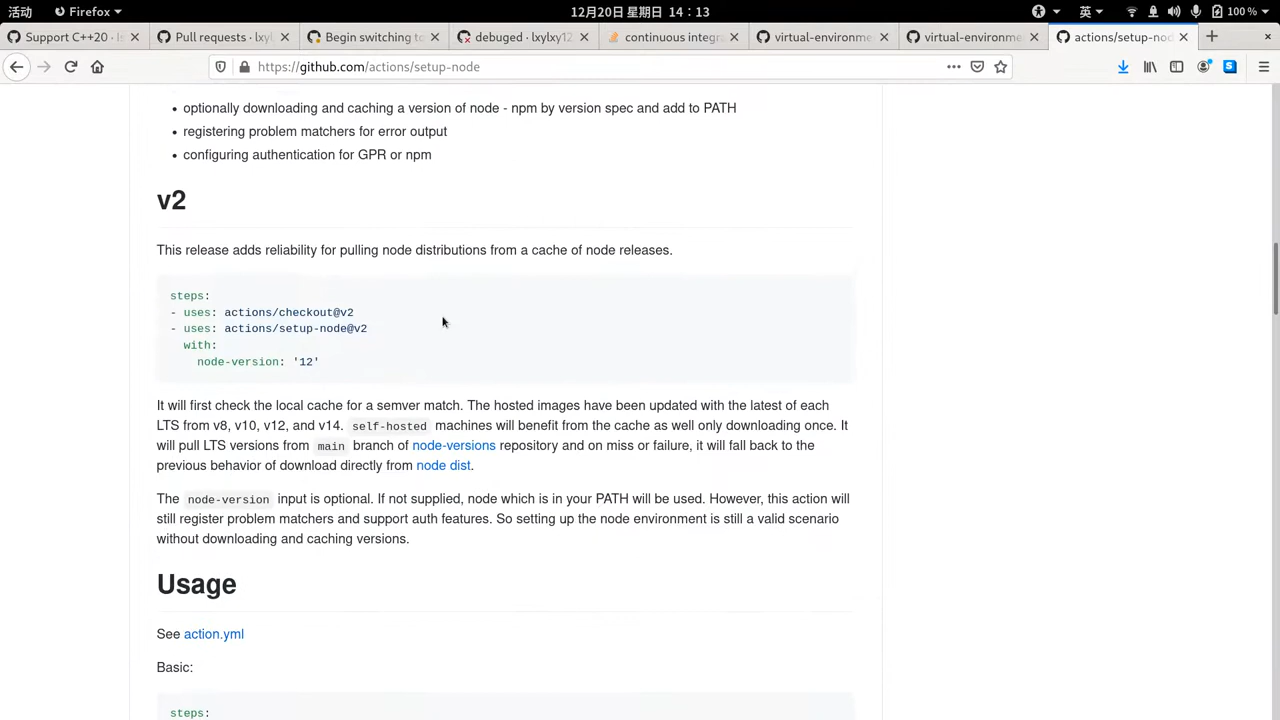 活动 Firefox 12月20日 星期日 14：13 英 100 %
Support C++20 · ls Pull requests · lxyl Begin switching to debuged · lxylxy12 continuous integra virtual-environme virtual-environme actions/setup-nod
https://github.com/actions/setup-node
• optionally downloading and caching a version of node - npm by version spec and add to PATH
• registering problem matchers for error output
• configuring authentication for GPR or npm
v2
This release adds reliability for pulling node distributions from a cache of node releases.
steps:
- uses: actions/checkout@v2
- uses: actions/setup-node@v2
with:
node-version: '12'
It will first check the local cache for a semver match. The hosted images have been updated with the latest of each
LTS from v8, v10, v12, and v14. self-hosted machines will benefit from the cache as well only downloading once. It
will pull LTS versions from main branch of node-versions repository and on miss or failure, it will fall back to the
previous behavior of download directly from node dist.
The node-version input is optional. If not supplied, node which is in your PATH will be used. However, this action will
still register problem matchers and support auth features. So setting up the node environment is still a valid scenario
without downloading and caching versions.
Usage
See action.yml
Basic:
steps: